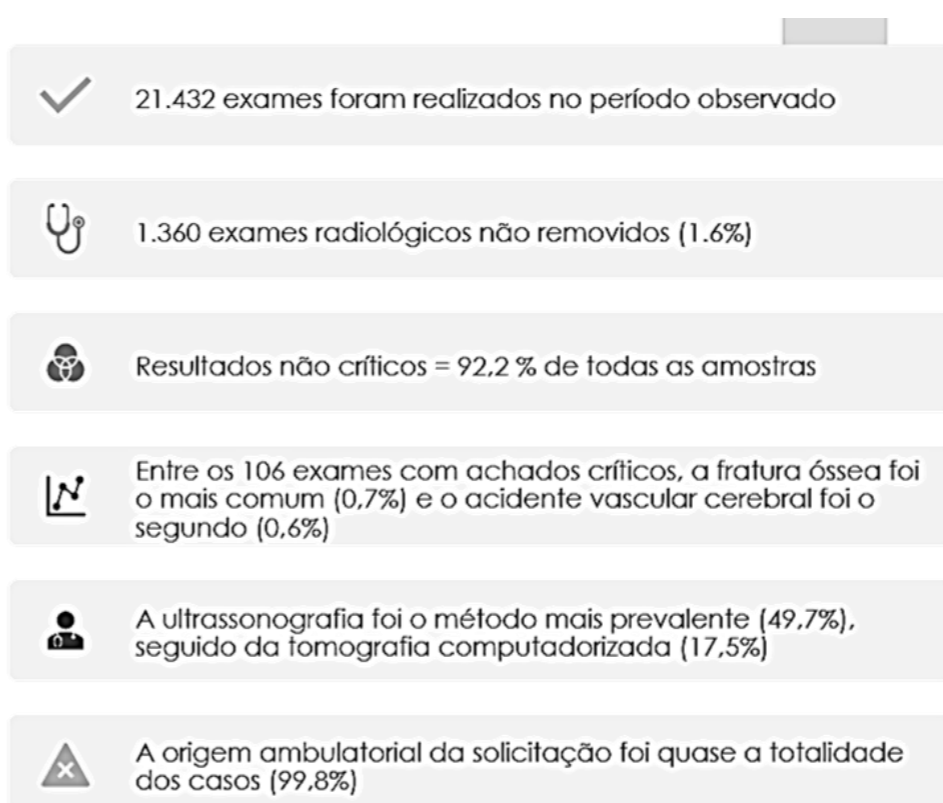 21.432 exames foram realizados no período observado
1.360 exames radiológicos não removidos (1.6%)
Resultados não críticos = 92,2 % de todas as amostras
Entre os 106 exames com achados críticos, a fratura óssea foi
o mais comum (0,7%) e o acidente vascular cerebral foi o
segundo (0,6%)
A ultrassonografia foi o método mais prevalente (49,7%),
seguido da tomografia computadorizada (17,5%)
A origem ambulatorial da solicitação foi quase a totalidade
dos casos (99,8%)